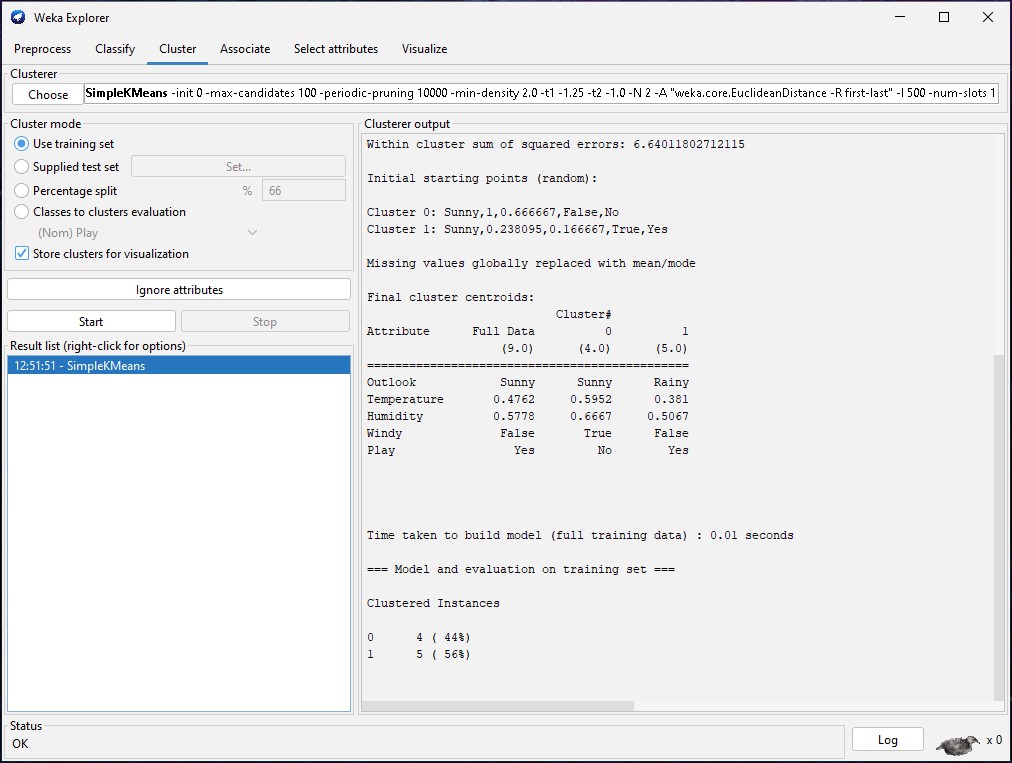 Weka Explorer
Preprocess Classify Cluster Associate Select attributes Visualize
Clusterer
Choose SimpleKMeans -init 0 -max-candidates 100 -periodic-pruning 10000 -min-density 2.0 -t1 -1.25 -t2 -1.0 -N 2 -A "weka.core.EuclideanDistance -R first-last" -I 500 -num-slots 1
Cluster mode
Use training set
Supplied test set Set...
Percentage split % 66
Classes to clusters evaluation
(Nom) Play
Store clusters for visualization
Ignore attributes
Start Stop
Result list (right-click for options)
12:51:51 - SimpleKMeans
Clusterer output
Within cluster sum of squared errors: 6.64011802712115
Initial starting points (random):
Cluster 0: Sunny,1,0.666667,False,No
Cluster 1: Sunny,0.238095,0.166667,True,Yes
Missing values globally replaced with mean/mode
Final cluster centroids:
Cluster#
Attribute Full Data 0 1
(9.0) (4.0) (5.0)
==============================================
Outlook Sunny Sunny Rainy
Temperature 0.4762 0.5952 0.381
Humidity 0.5778 0.6667 0.5067
Windy False True False
Play Yes No Yes
Time taken to build model (full training data) : 0.01 seconds
=== Model and evaluation on training set ===
Clustered Instances
0 4 ( 44%)
1 5 ( 56%)
Status
OK
Log x 0